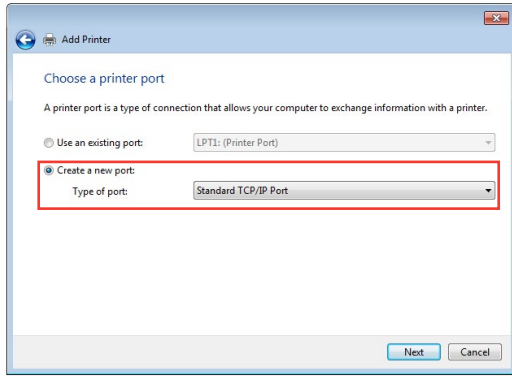 Add Printer
Choose a printer port
A printer port is a type of connection that allows your computer to exchange information with a printer.
Use an existing port:
LPT1: (Printer Port)
Create a new port:
Type of port:
Standard TCP/IP Port
Next
Cancel